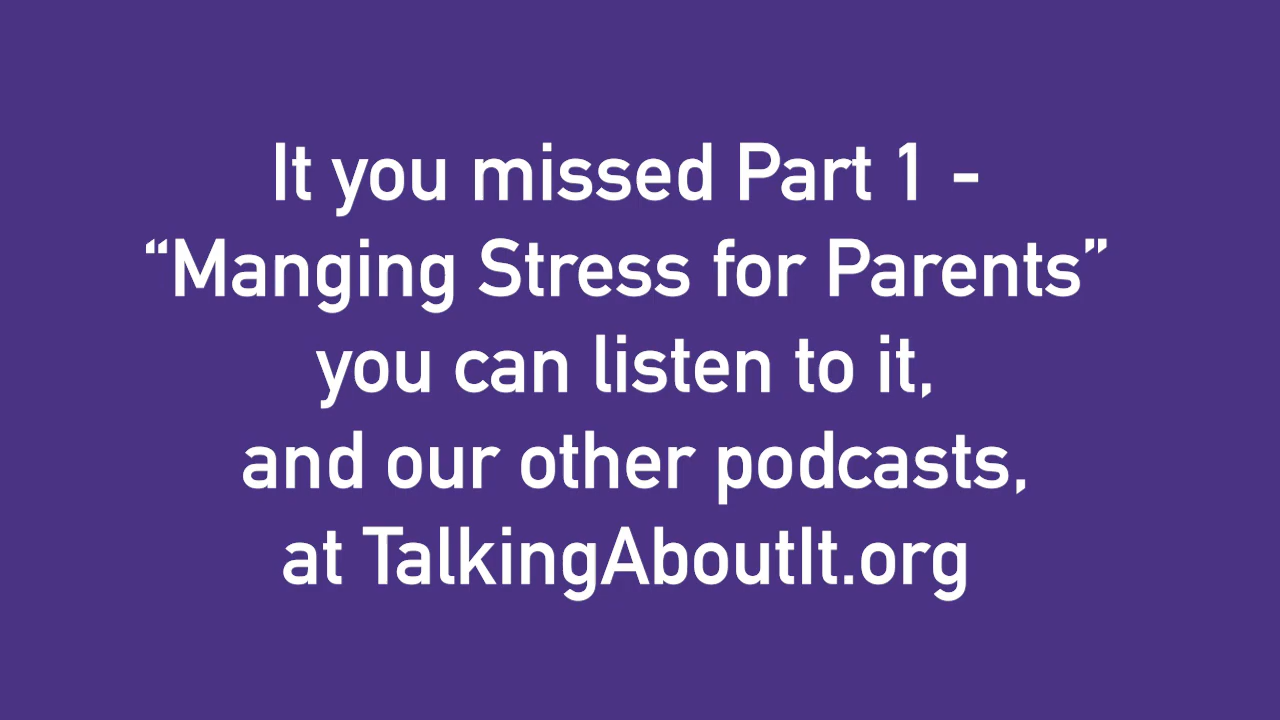 It you missed Part 1 -
“Manging Stress for Parents”
you can listen to it,
and our other podcasts,
at TalkingAboutIt.org